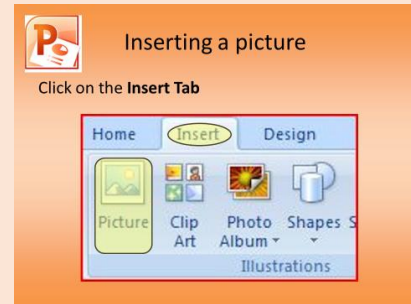 Inserting a picture
Click on the Insert Tab
Home Insert Design
Picture Clip Art Photo Album Shapes S
Illustrations